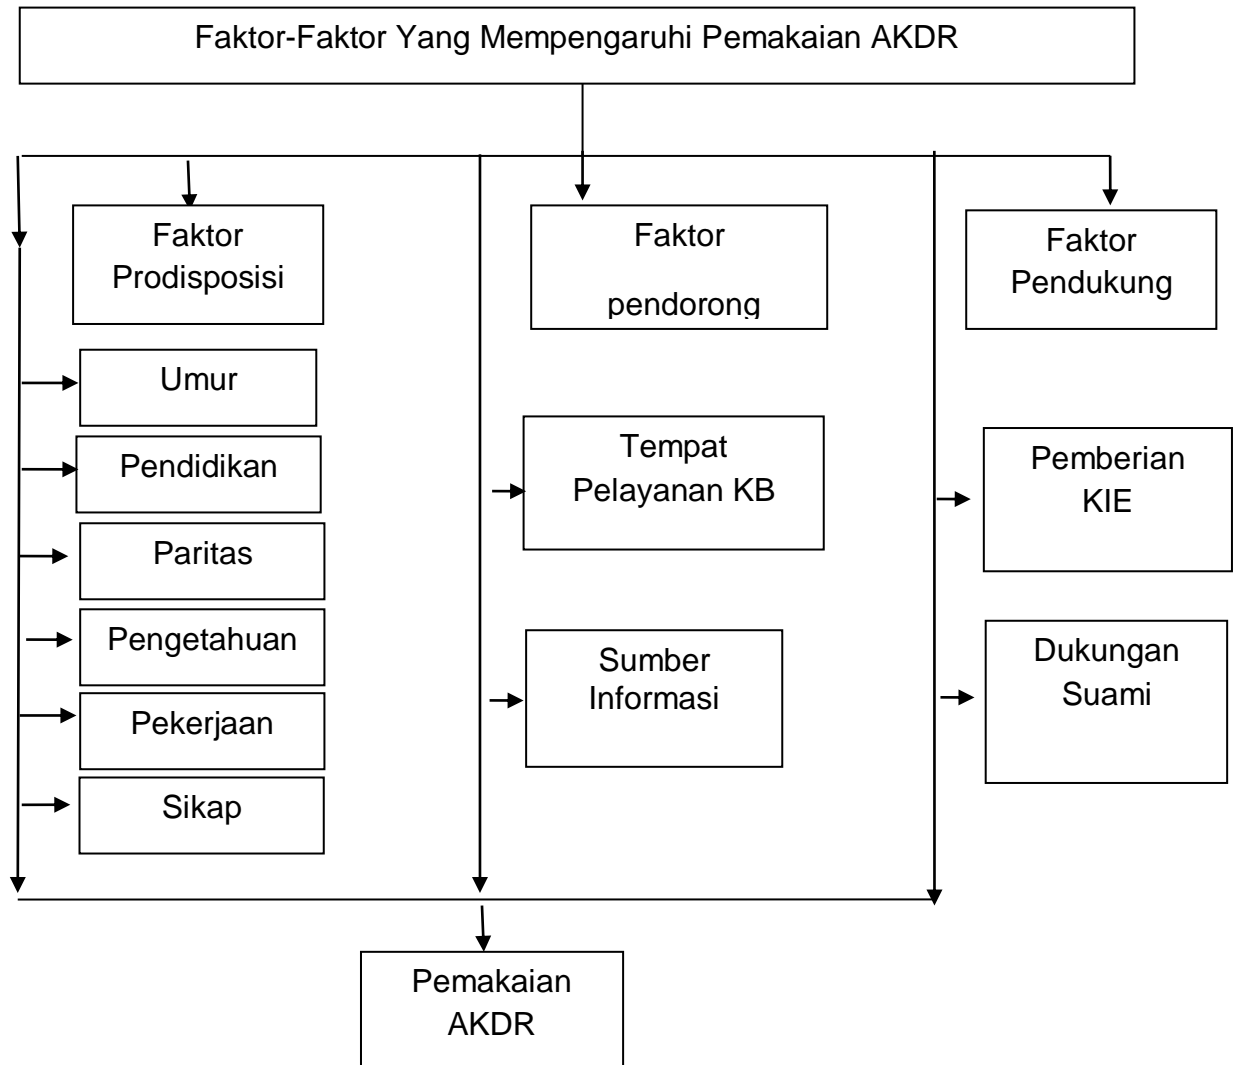 Faktor-Faktor Yang Mempengaruhi Pemakaian AKDR
Faktor
Prodisposisi
Faktor
pendorong
Faktor
Pendukung
Umur
Pendidikan
Paritas
Pengetahuan
Pekerjaan
Sikap
Tempat
Pelayanan KB
Sumber
Informasi
Pemberian
KIE
Dukungan
Suami
Pemakaian
AKDR